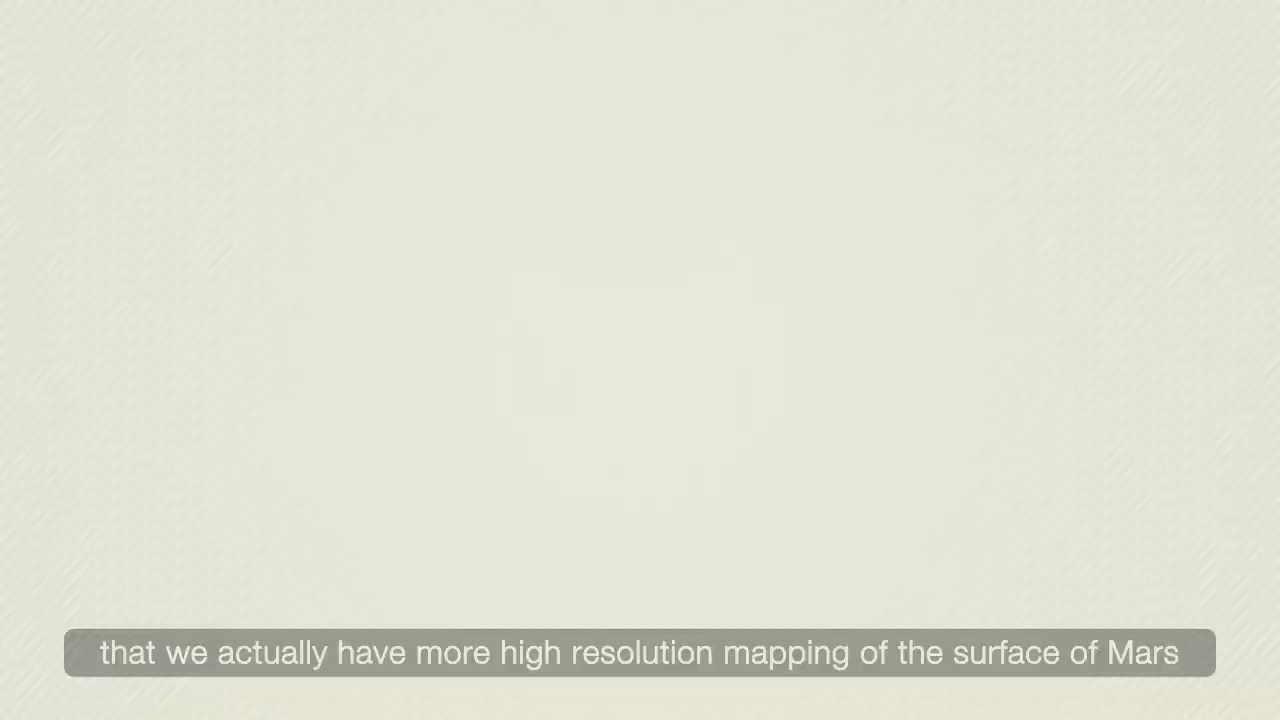 that we actually have more high resolution mapping of the surface of Mars